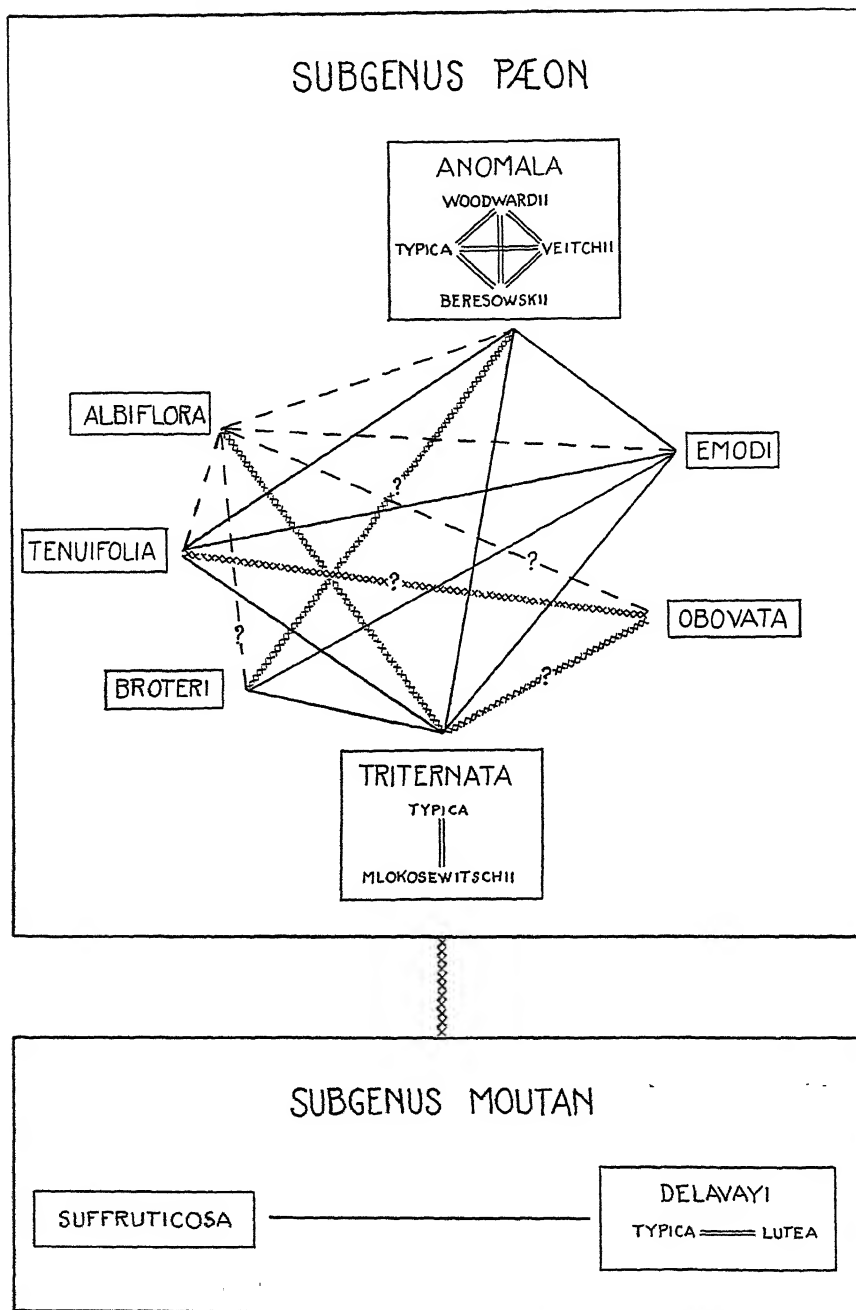 SUBGENUS PÆON
ANOMALA
WOODWARDII
TYPICA VEITCHII
BERESOWSKII
ALBIFLORA
EMODI
?
TENUIFOLIA
?
?
OBOVATA
?
BROTERI
?
TRITERNATA
TYPICA
MLOKOSEWITSCHII
SUBGENUS MOUTAN
SUFFRUTICOSA
DELAVAYI
TYPICA LUTEA